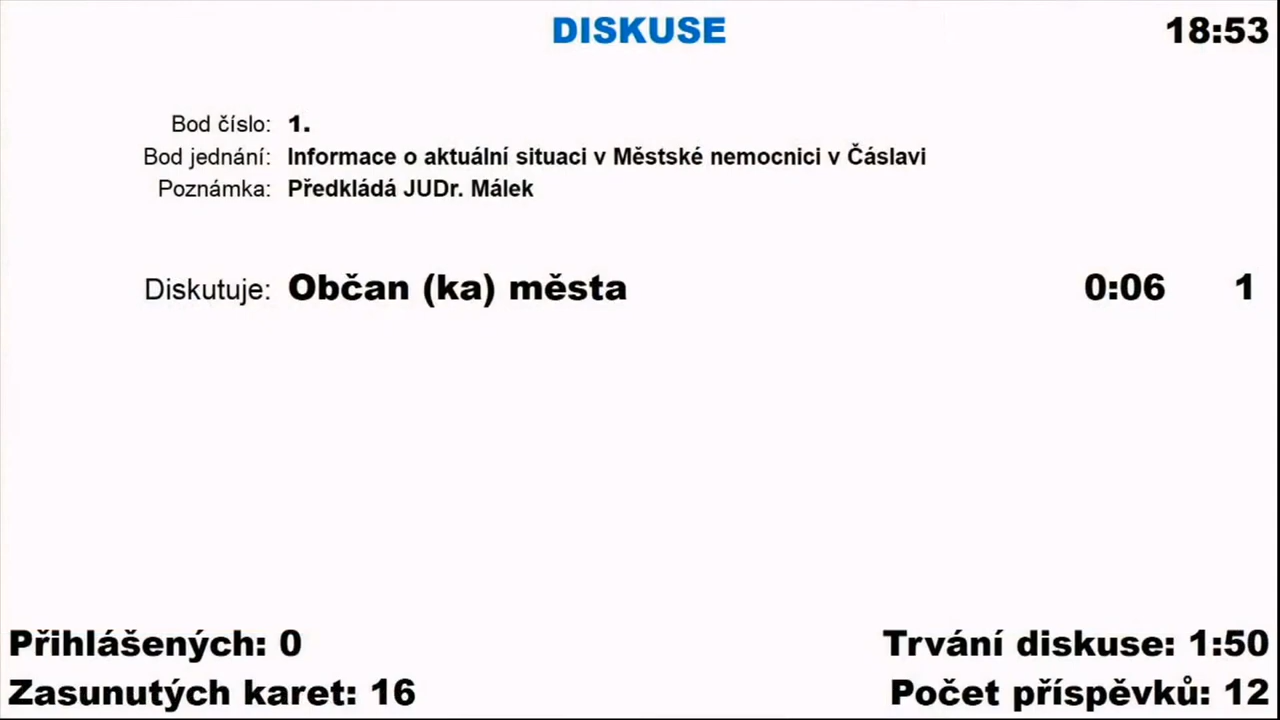 DISKUSE 18:53
Bod číslo: 1.
Bod jednání: Informace o aktuální situaci v Městské nemocnici v Čáslavi
Poznámka: Předkládá JUDr. Málek
Diskutuje: Občan (ka) města 0:06 1
Přihlášených: 0 Trvání diskuse: 1:50
Zasunutých karet: 16 Počet příspěvků: 12